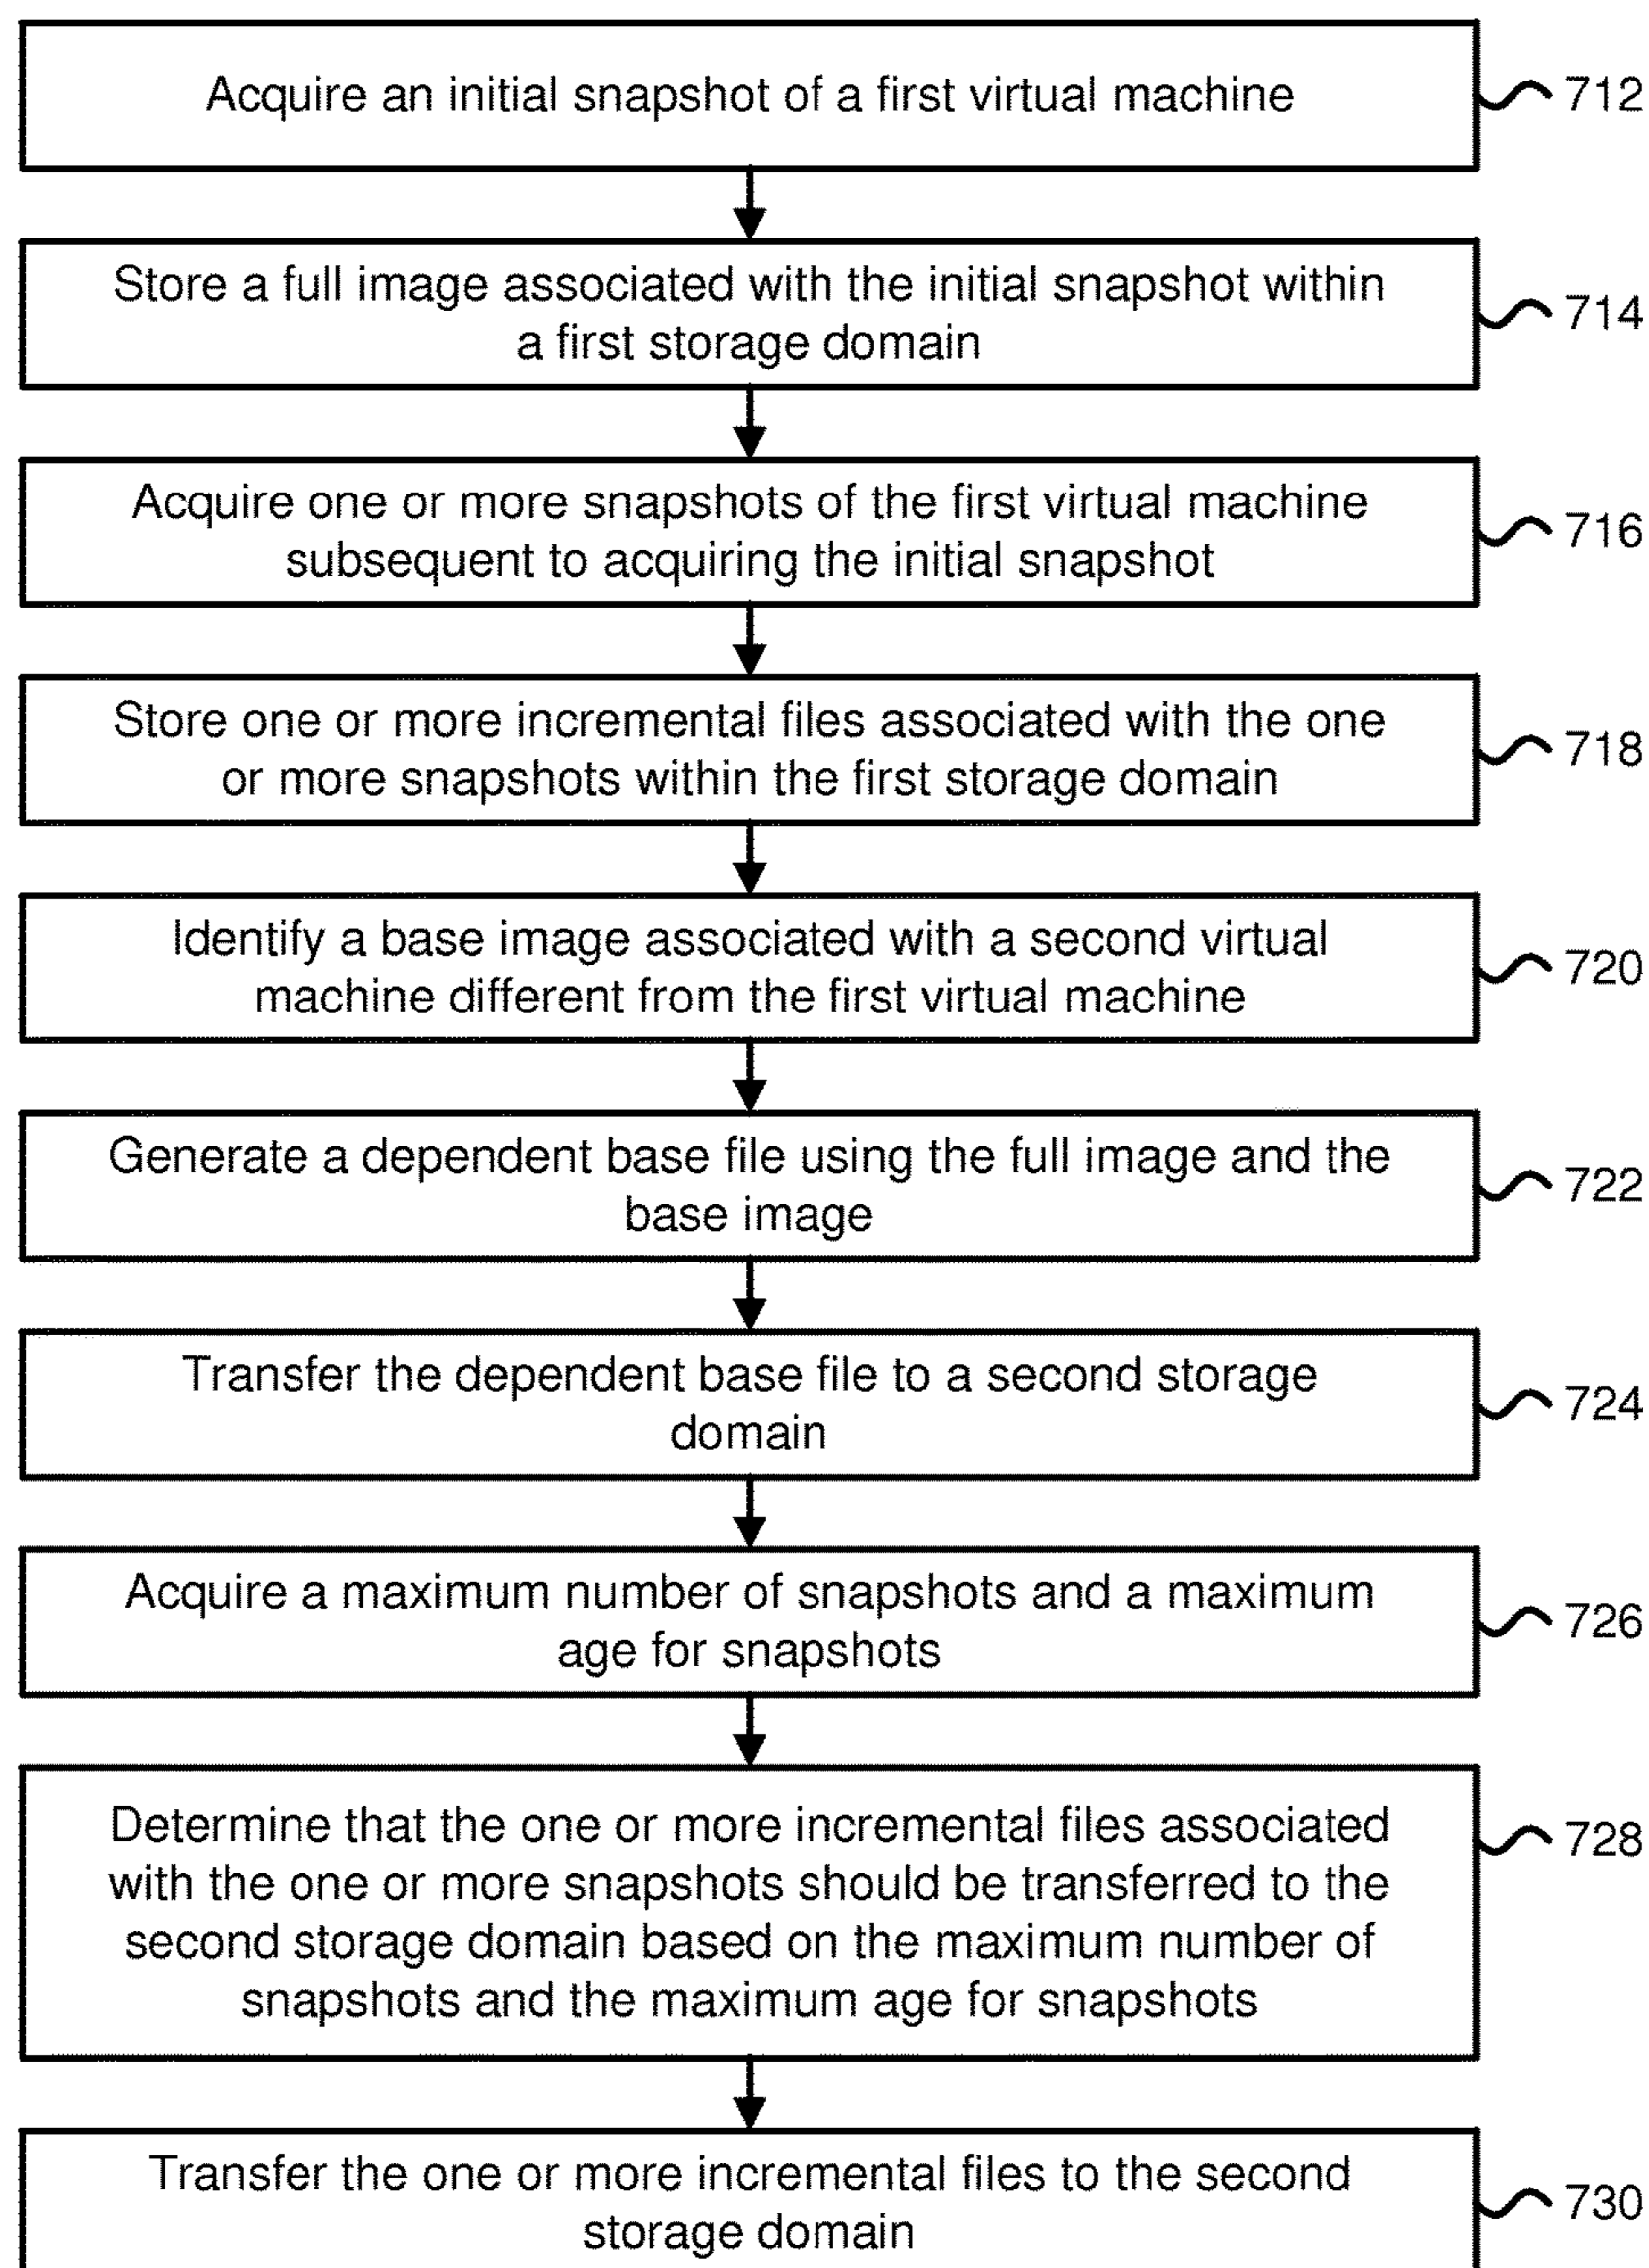 Acquire an initial snapshot of a first virtual machine
712
Store a full image associated with the initial snapshot within
a first storage domain
714
Acquire one or more snapshots of the first virtual machine
subsequent to acquiring the initial snapshot
716
Store one or more incremental files associated with the one
or more snapshots within the first storage domain
718
Identify a base image associated with a second virtual
machine different from the first virtual machine
720
Generate a dependent base file using the full image and the
base image
722
Transfer the dependent base file to a second storage
domain
724
Acquire a maximum number of snapshots and a maximum
age for snapshots
726
Determine that the one or more incremental files associated
with the one or more snapshots should be transferred to the
second storage domain based on the maximum number of
snapshots and the maximum age for snapshots
728
Transfer the one or more incremental files to the second
storage domain
730